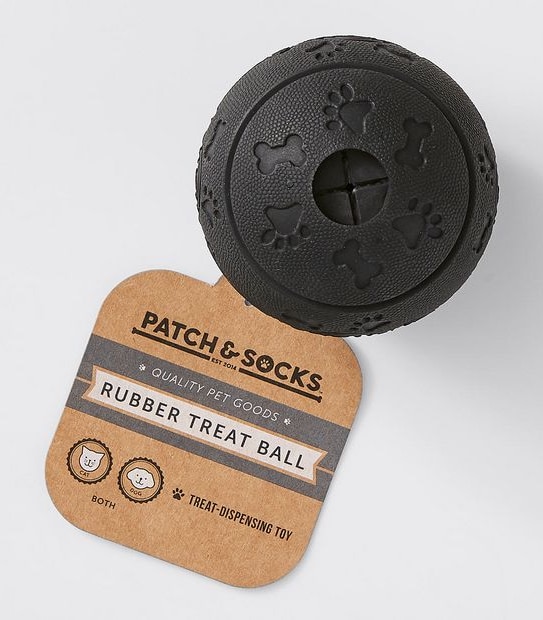 PATCH & SOCKS
EST 2014
QUALITY PET GOODS
RUBBER TREAT BALL
CAT
DOG
BOTH
TREAT-DISPENSING TOY